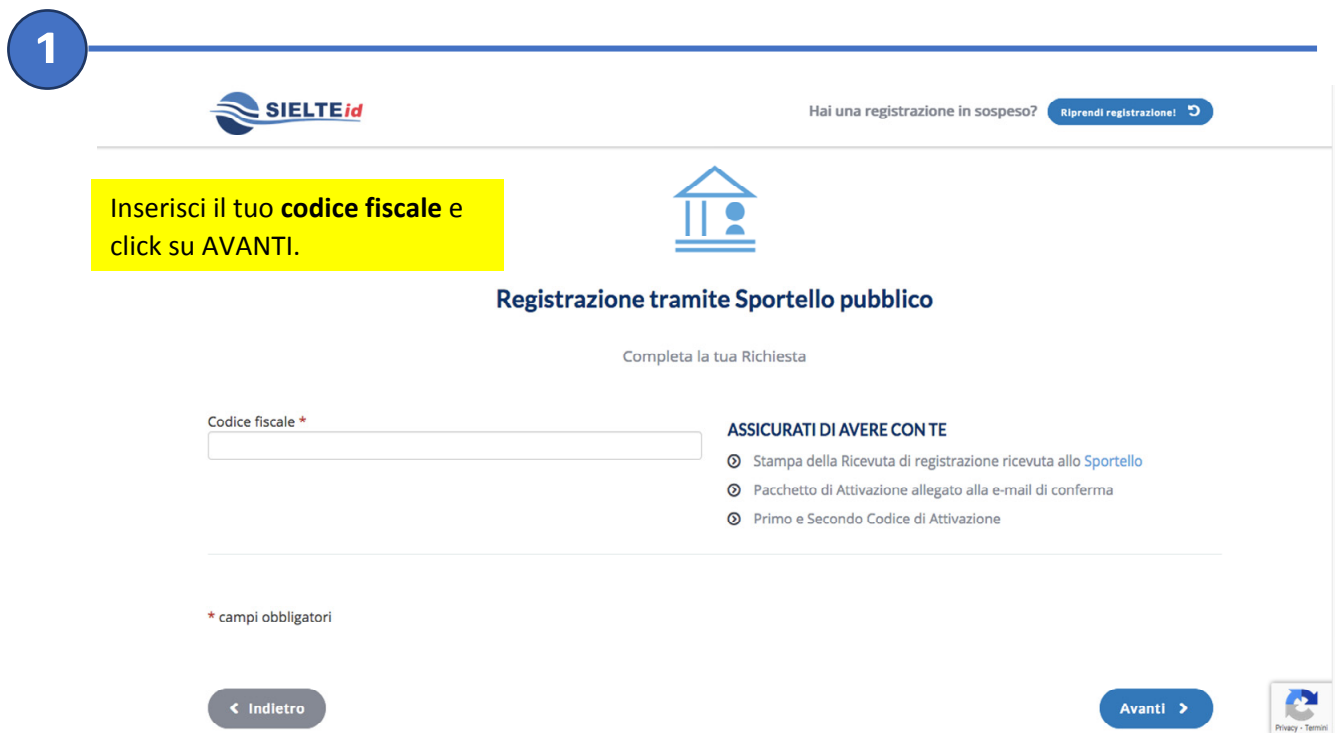 1
SIELTEid
Hai una registrazione in sospeso?
Riprendi registrazione!
Inserisci il tuo codice fiscale e
click su AVANTI.
Registrazione tramite Sportello pubblico
Completa la tua Richiesta
Codice fiscale *
ASSICURATI DI AVERE CON TE
Stampa della Ricevuta di registrazione ricevuta allo Sportello
Pacchetto di Attivazione allegato alla e-mail di conferma
Primo e Secondo Codice di Attivazione
* campi obbligatori
Indietro
Avanti
Privacy - Termini